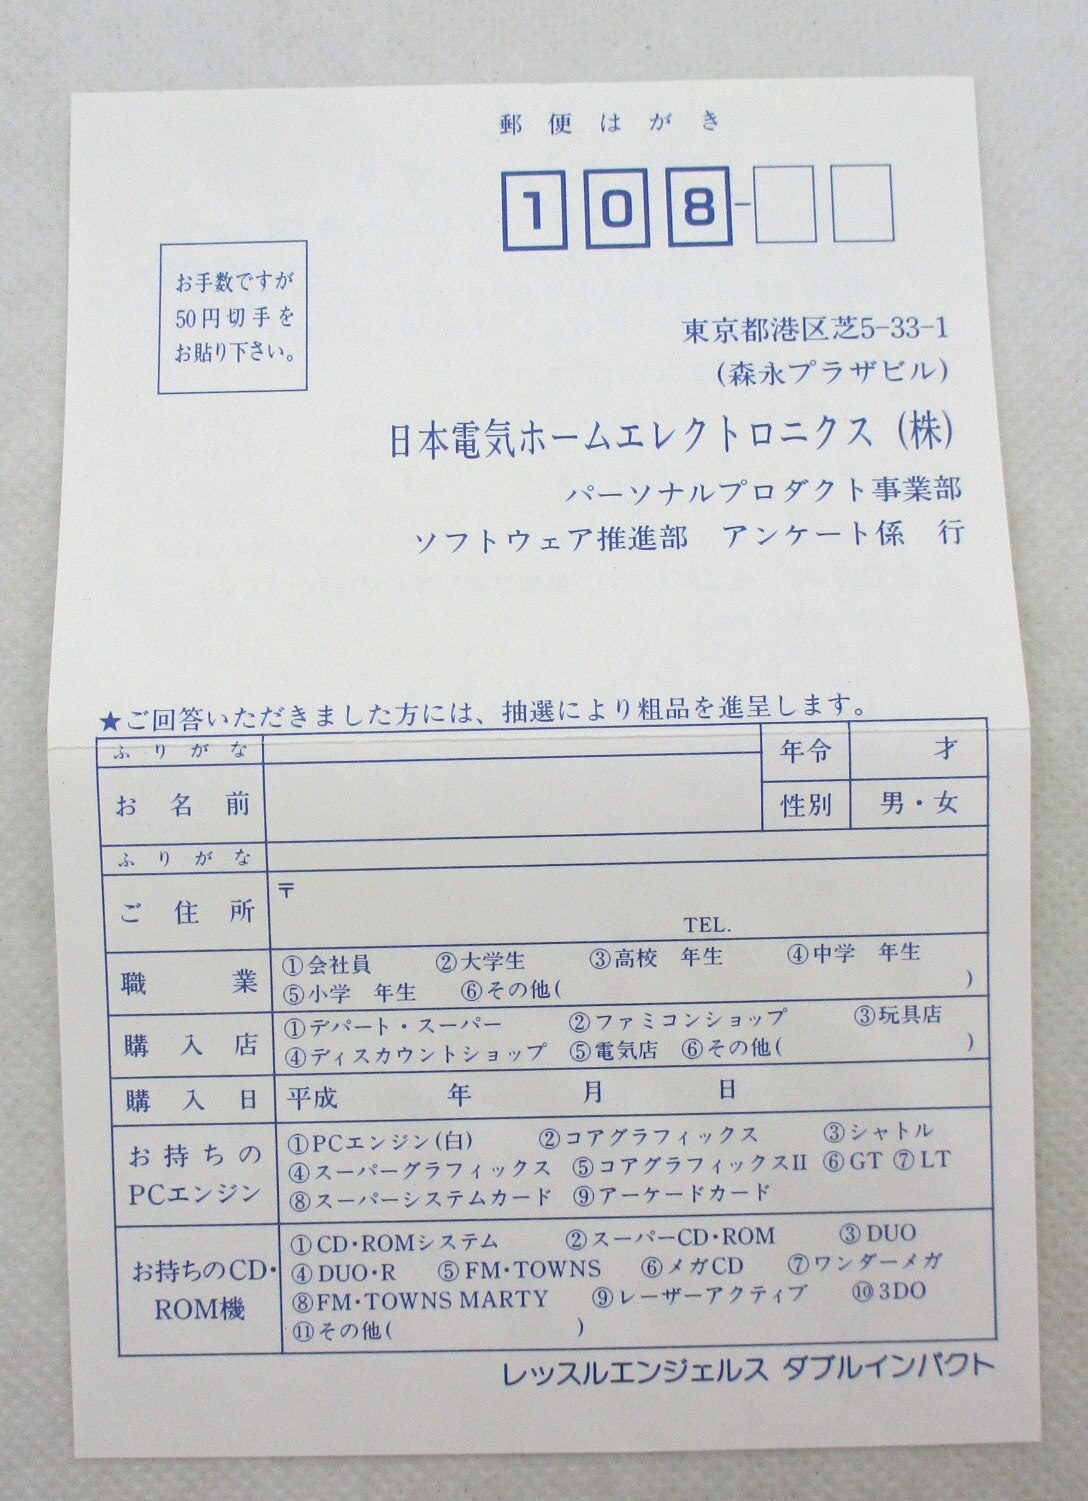 郵便はがき
108-
お手数ですが
50円切手を
お貼り下さい。
東京都港区芝5-33-1
(森永プラザビル)
日本電気ホームエレクトロニクス(株)
パーソナルプロダクト事業部
ソフトウェア推進部 アンケート係 行
★ご回答いただきました方には、抽選により粗品を進呈します。
ふりがな
お名前
年令 才
性別 男・女
ふりがな
ご住所 〒
TEL.
職業 ①会社員 ②大学生 ③高校 年生 ④中学 年生
⑤小学 年生 ⑥その他( )
購入店 ①デパート・スーパー ②ファミコンショップ ③玩具店
④ディスカウントショップ ⑤電気店 ⑥その他( )
購入日 平成 年 月 日
お持ちの
PCエンジン
①PCエンジン(白) ②コアグラフィックス ③シャトル
④スーパーグラフィックス ⑤コアグラフィックスII ⑥GT ⑦LT
⑧スーパーシステムカード ⑨アーケードカード
お持ちのCD・
ROM機
①CD・ROMシステム ②スーパーCD・ROM ③DUO
④DUO・R ⑤FM・TOWNS ⑥メガCD ⑦ワンダーメガ
⑧FM・TOWNS MARTY ⑨レーザーアクティブ ⑩3DO
⑪その他( )
レッスルエンジェルス ダブルインパクト